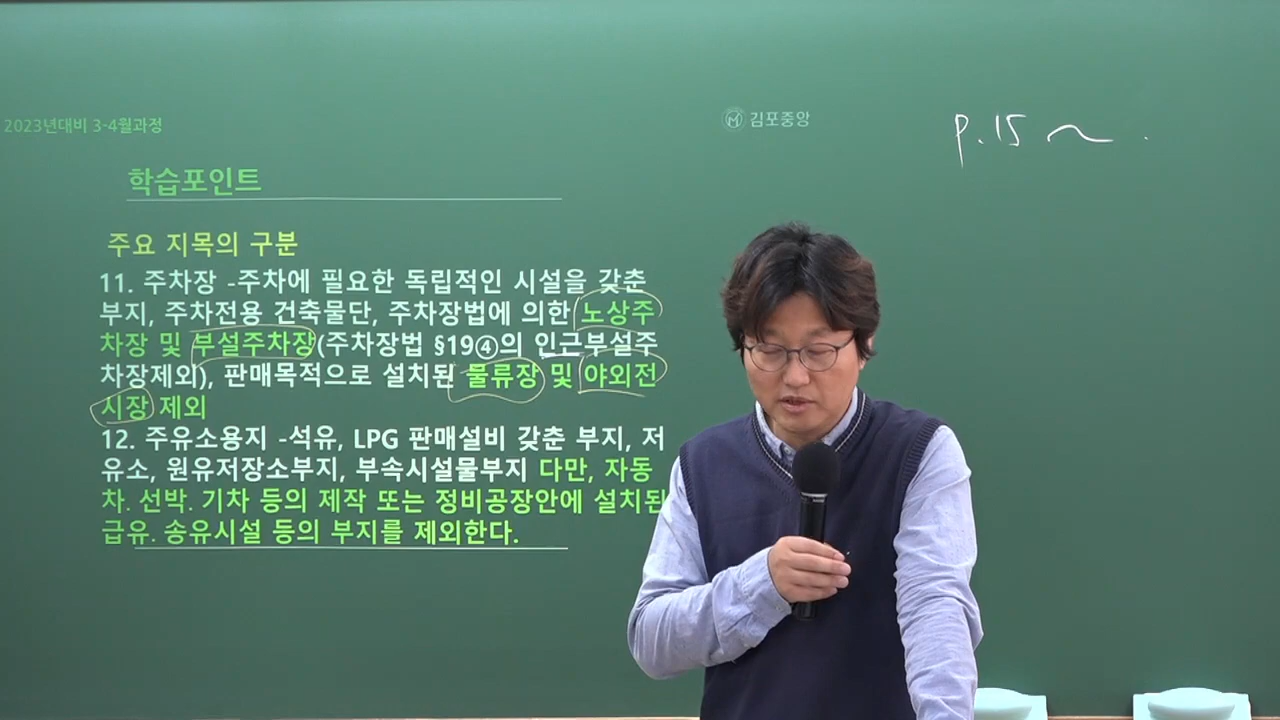 2023년대비 3-4월과정
김포중앙
p.15 ~ .
학습포인트
주요 지목의 구분
11. 주차장 -주차에 필요한 독립적인 시설을 갖춘
부지, 주차전용 건축물단, 주차장법에 의한 노상주
차장 및 부설주차장(주차장법 §19④의 인근부설주
차장제외), 판매목적으로 설치된 물류장 및 야외전
시장 제외
12. 주유소용지 -석유, LPG 판매설비 갖춘 부지, 저
유소, 원유저장소부지, 부속시설물부지 다만, 자동
차. 선박. 기차 등의 제작 또는 정비공장안에 설치된
급유. 송유시설 등의 부지를 제외한다.